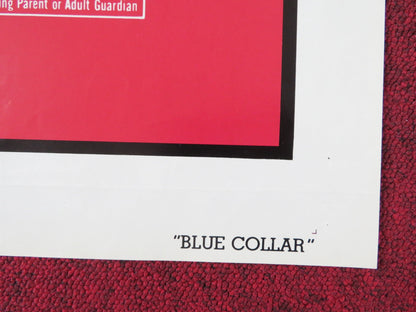 ing Parent or Adult Guardian
"BLUE COLLAR"